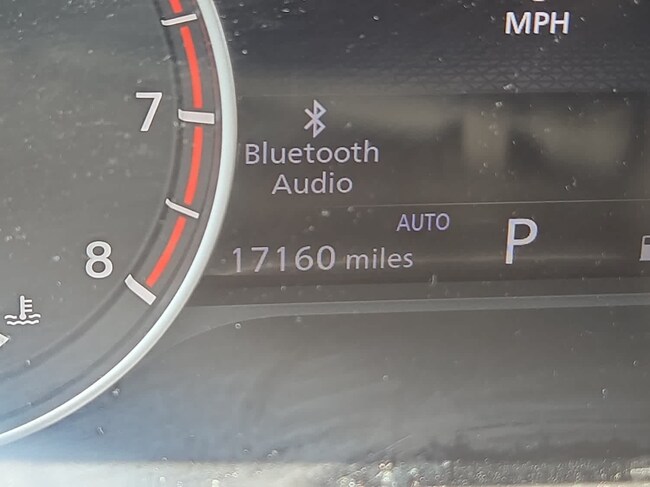 MPH
7
Bluetooth
Audio
AUTO
P
8
17160 miles